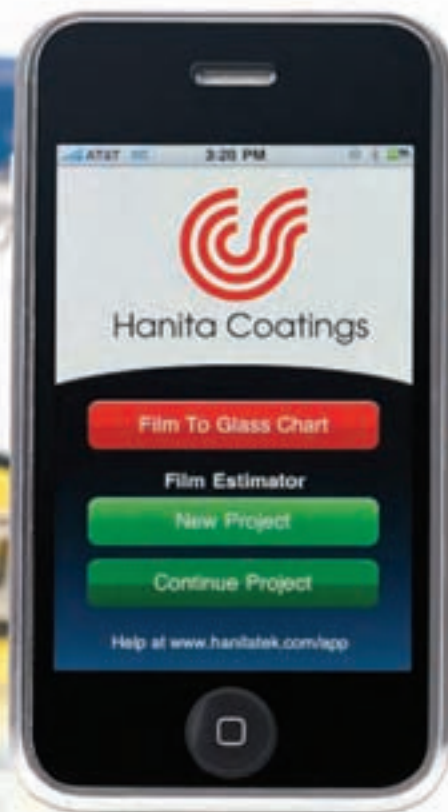 AT&T 3:20 PM
Hanita Coatings
Film To Glass Chart
Film Estimator
New Project
Continue Project
Help at www.hanitatek.com/app